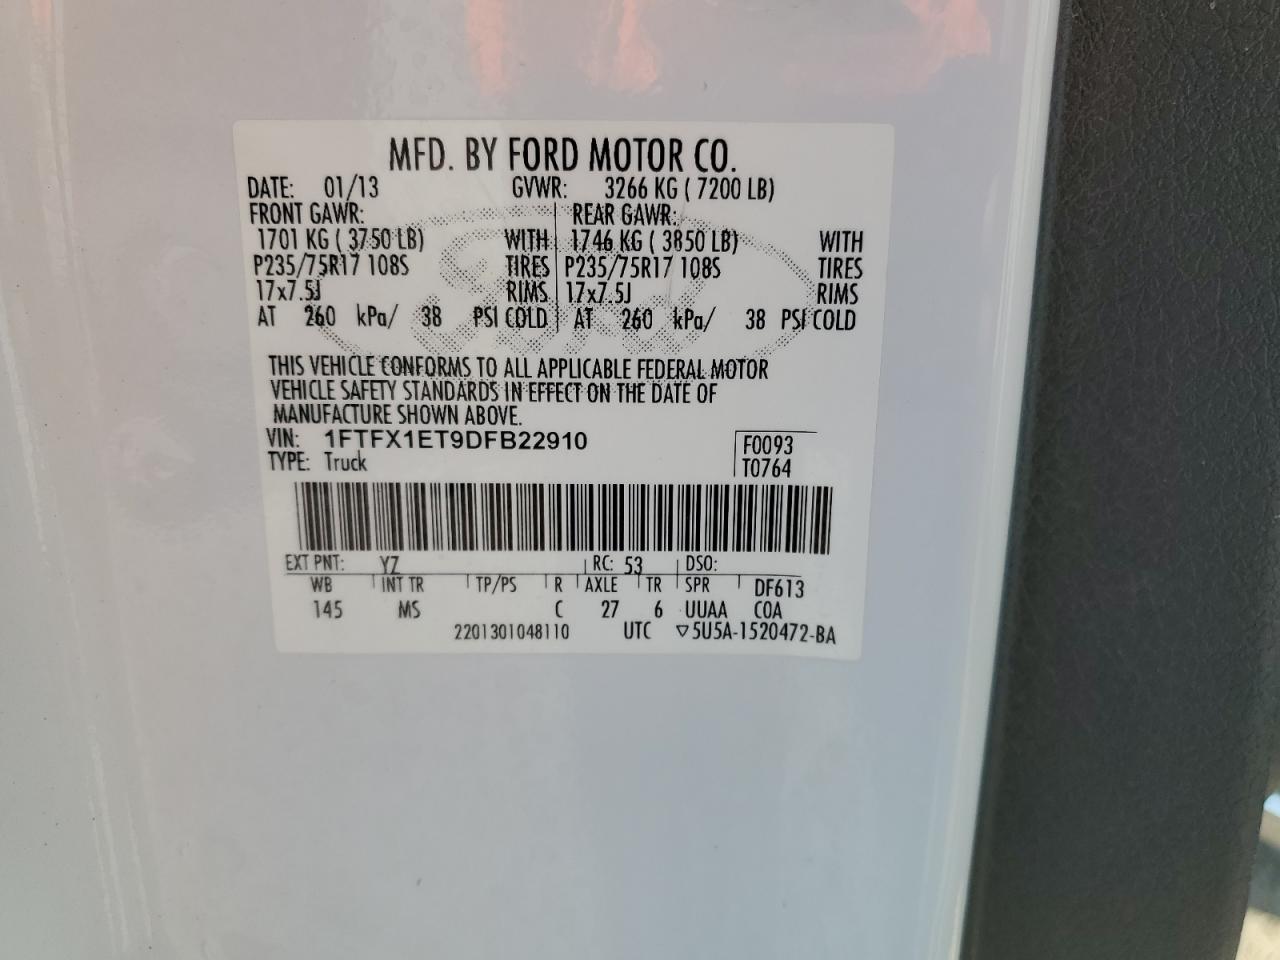 MFD. BY FORD MOTOR CO.
DATE: 01/13 GVWR: 3266 KG ( 7200 LB)
FRONT GAWR: REAR GAWR:
1701 KG ( 3750 LB) WITH 1746 KG ( 3850 LB) WITH
P235/75R17 108S TIRES P235/75R17 108S TIRES
17x7.5J RIMS 17x7.5J RIMS
AT 260 kPa/ 38 PSI COLD AT 260 kPa/ 38 PSI COLD
THIS VEHICLE CONFORMS TO ALL APPLICABLE FEDERAL MOTOR
VEHICLE SAFETY STANDARDS IN EFFECT ON THE DATE OF
MANUFACTURE SHOWN ABOVE.
VIN: 1FTFX1ET9DFB22910 F0093
TYPE: Truck T0764
EXT PNT: YZ RC: 53 DSO:
WB INT TR TP/PS R AXLE TR SPR DF613
145 MS C 27 6 UUAA COA
2201301048110 UTC ▽5U5A-1520472-BA
Ford